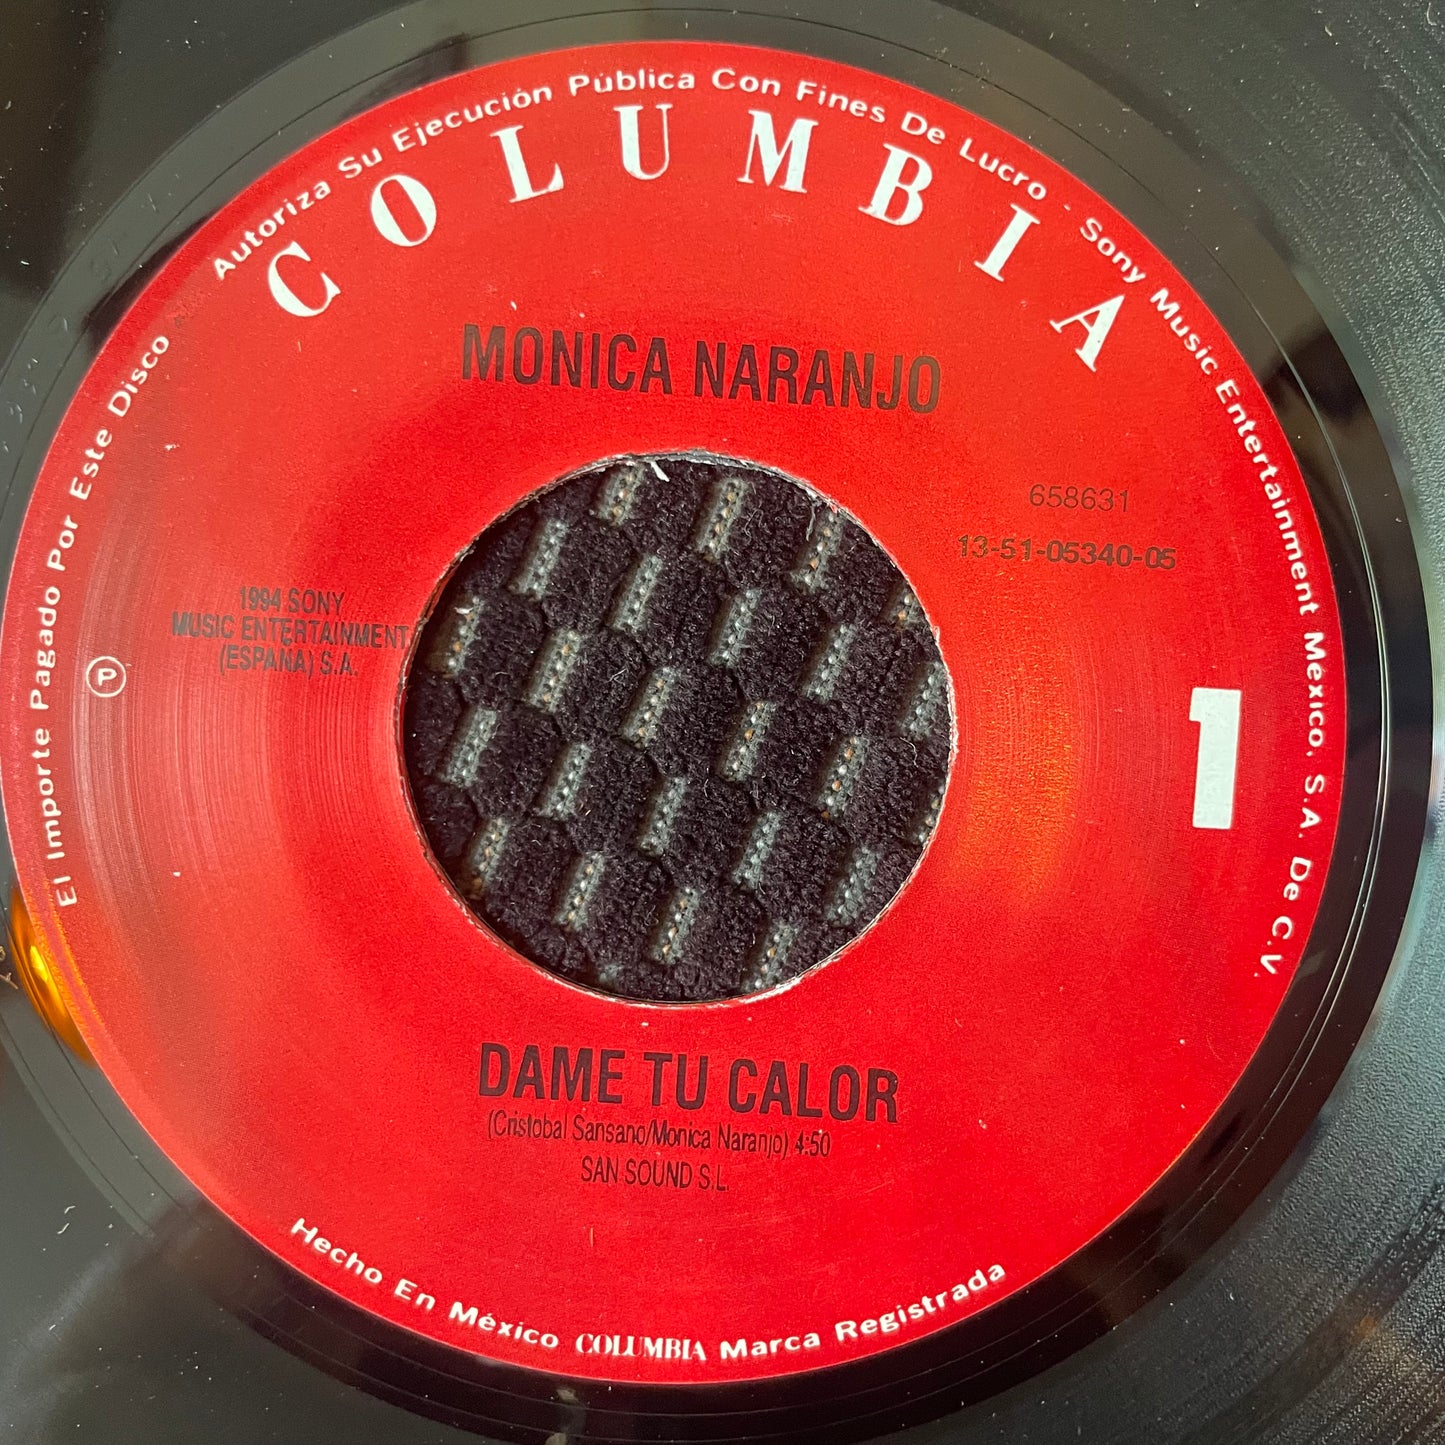 El Importe Pagado Por Este Disco Autoriza Su Ejecución Pública Con Fines De Lucro · Sony Music Entertainment Mexico, S.A. De C.V.
COLUMBIA
MONICA NARANJO
658631
13-51-05340-05
1994 SONY
MUSIC ENTERTAINMENT
(ESPAÑA) S.A.
P
1
DAME TU CALOR
(Cristobal Sansano/Monica Naranjo) 4:50
SAN SOUND S.L.
Hecho En México COLUMBIA Marca Registrada